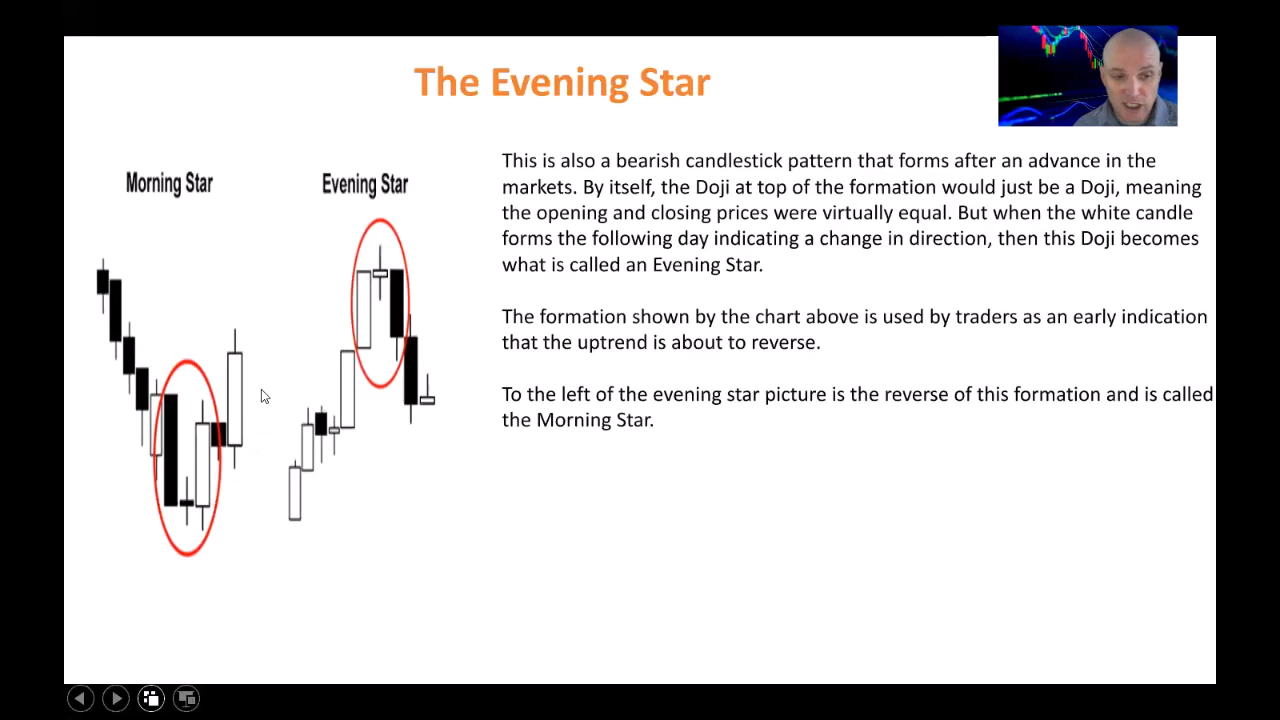 The Evening Star
Morning Star
Evening Star
This is also a bearish candlestick pattern that forms after an advance in the
markets. By itself, the Doji at top of the formation would just be a Doji, meaning
the opening and closing prices were virtually equal. But when the white candle
forms the following day indicating a change in direction, then this Doji becomes
what is called an Evening Star.
The formation shown by the chart above is used by traders as an early indication
that the uptrend is about to reverse.
To the left of the evening star picture is the reverse of this formation and is called
the Morning Star.